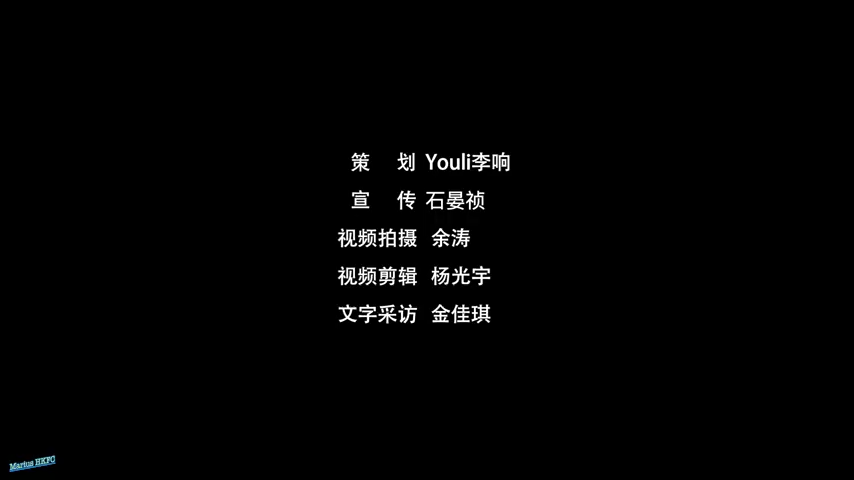 策 划 Youli李响
宣 传 石晏祯
视频拍摄 余涛
视频剪辑 杨光宇
文字采访 金佳琪
Marius HKFC